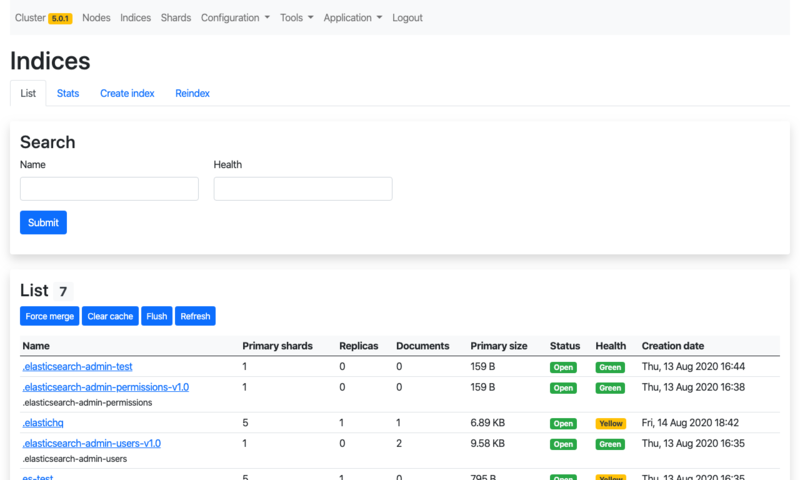 Cluster 5.0.1 Nodes Indices Shards Configuration Tools Application Logout
Indices
List Stats Create index Reindex
Search
Name Health
Submit
List 7
Force merge Clear cache Flush Refresh
Name Primary shards Replicas Documents Primary size Status Health Creation date
.elasticsearch-admin-test 1 0 0 159 B Open Green Thu, 13 Aug 2020 16:44
.elasticsearch-admin-permissions-v1.0 1 0 0 159 B Open Green Thu, 13 Aug 2020 16:38
.elasticsearch-admin-permissions
.elastichq 5 1 1 6.89 KB Open Yellow Fri, 14 Aug 2020 18:42
.elasticsearch-admin-users-v1.0 1 0 2 9.58 KB Open Green Thu, 13 Aug 2020 16:35
.elasticsearch-admin-users
es-test 5 1 0 795 B Open Yellow Thu, 13 Aug 2020 16:35